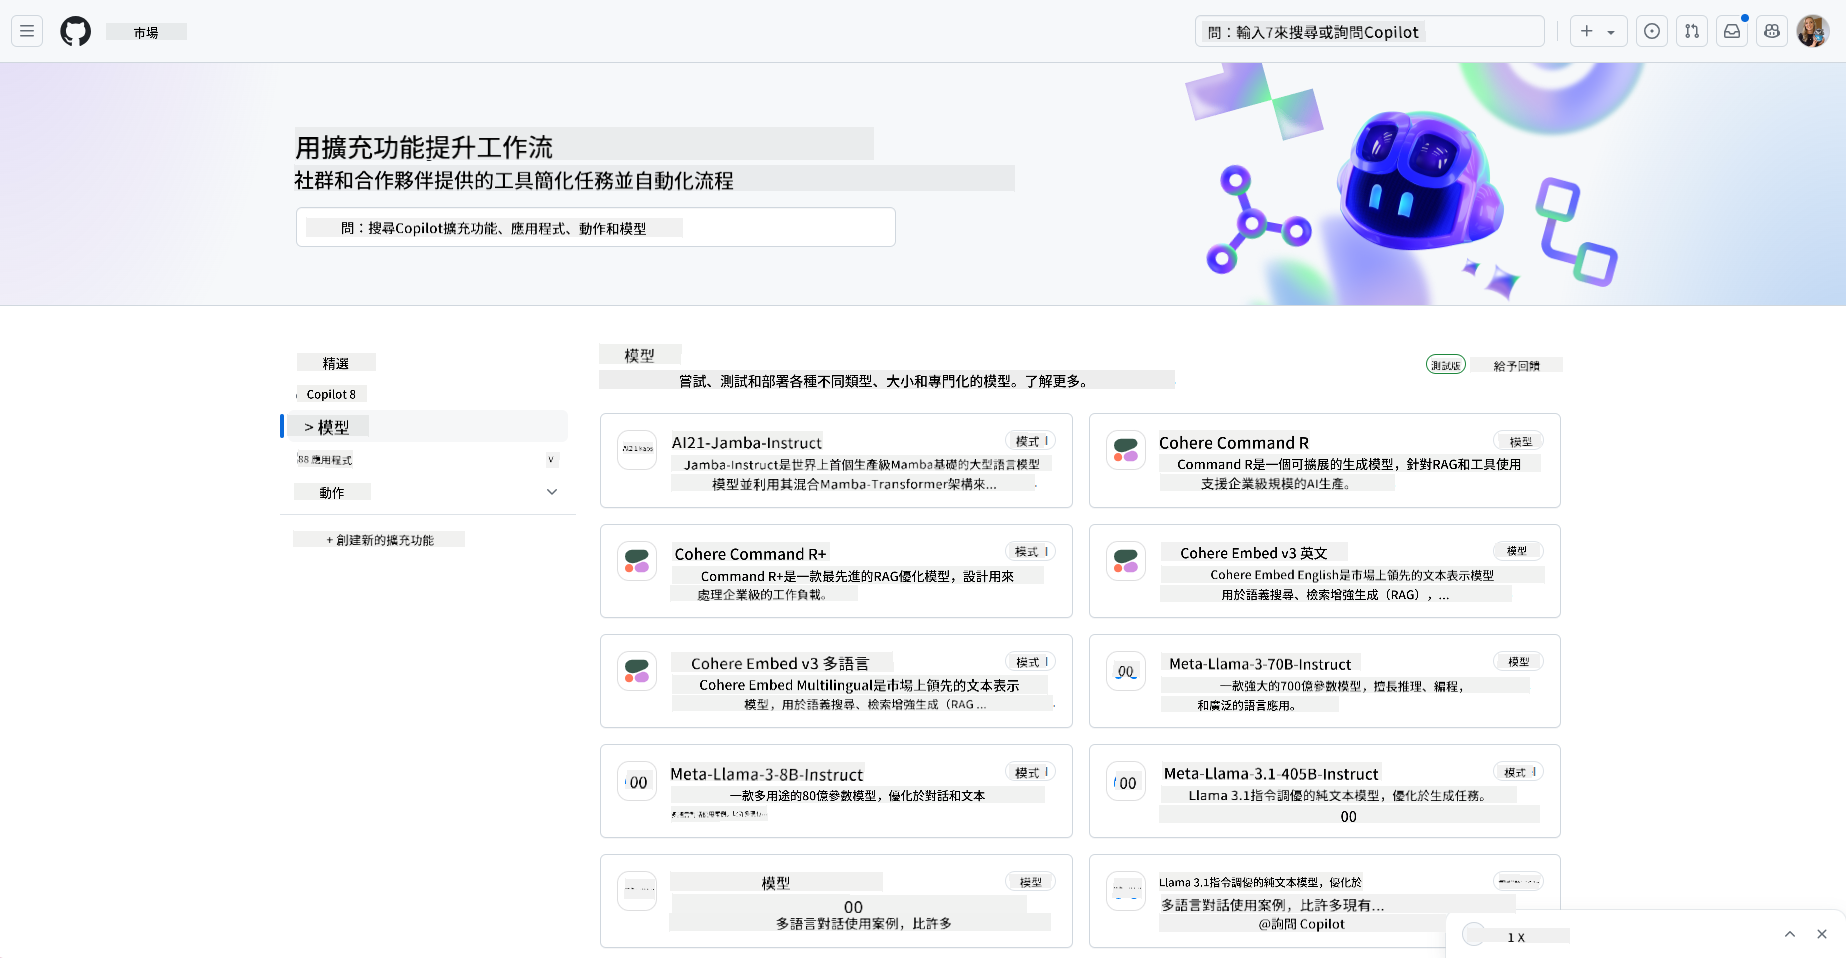 市場
問：輸入7來搜尋或詢問Copilot
用擴充功能提升工作流
社群和合作夥伴提供的工具簡化任務並自動化流程
問：搜尋Copilot擴充功能、應用程式、動作和模型
精選
Copilot 8
> 模型
88 應用程式
v
動作
+ 創建新的擴充功能
模型
嘗試、測試和部署各種不同類型、大小和專門化的模型。了解更多。
測試版
給予回饋
AI21-Jamba-Instruct
模式 |
Jamba-Instruct是世界上首個生產級Mamba基礎的大型語言模型
模型並利用其混合Mamba-Transformer架構來...
Cohere Command R
模型
Command R是一個可擴展的生成模型，針對RAG和工具使用
支援企業級規模的AI生產。
Cohere Command R+
模式 |
Command R+是一款最先進的RAG優化模型，設計用來
處理企業級的工作負載。
Cohere Embed v3 英文
模型
Cohere Embed English是市場上領先的文本表示模型
用於語義搜尋、檢索增強生成（RAG），...
Cohere Embed v3 多語言
模式 |
Cohere Embed Multilingual是市場上領先的文本表示
模型，用於語義搜尋、檢索增強生成（RAG ...
00
Meta-Llama-3-70B-Instruct
模型
一款強大的700億參數模型，擅長推理、編程，
和廣泛的語言應用。
00
Meta-Llama-3-8B-Instruct
模式 |
一款多用途的80億參數模型，優化於對話和文本
00
Meta-Llama-3.1-405B-Instruct
模式
Llama 3.1指令調優的純文本模型，優化於生成任務。
00
模型
模型
00
多語言對話使用案例，比許多
Llama 3.1指令調優的純文本模型，優化於
多語言對話使用案例，比許多現有...
@詢問 Copilot
1 X